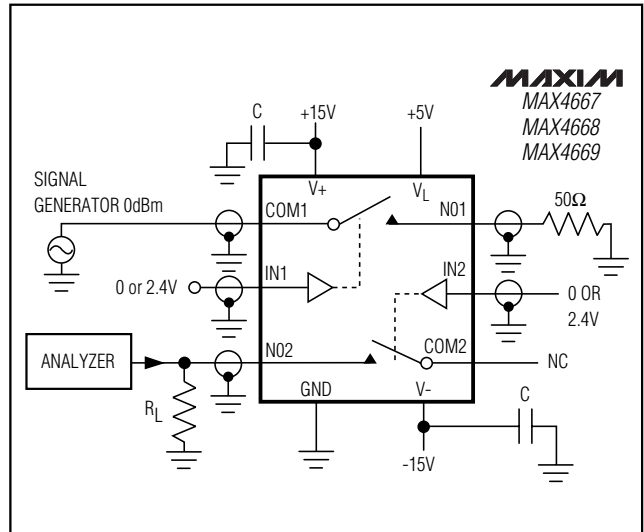 MAXIM
MAX4667
MAX4668
MAX4669
C
+15V
+5V
SIGNAL
GENERATOR 0dBm
V+
VL
COM1
N01
50Ω
0 or 2.4V
IN1
IN2
0 OR
2.4V
ANALYZER
N02
COM2
NC
RL
GND
V-
C
-15V